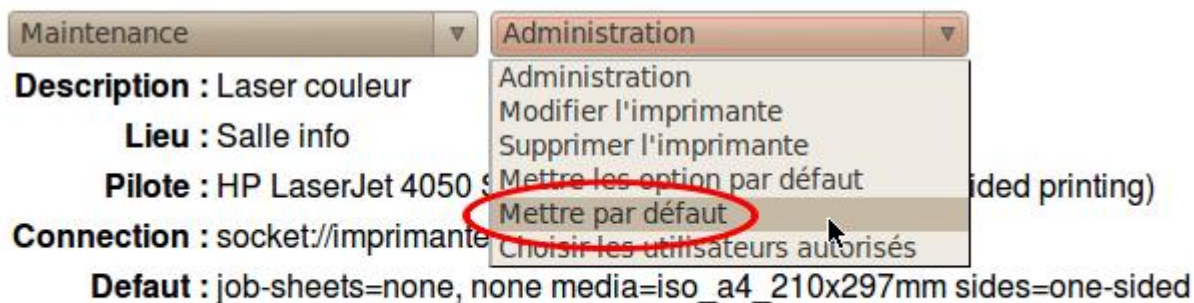 Maintenance Administration
Administration
Description : Laser couleur
Modifier l'imprimante
Lieu : Salle info
Supprimer l'imprimante
Mettre les option par défaut
Pilote : HP LaserJet 4050 ided printing)
Mettre par défaut
Connection : socket://imprimante
Choisir les utilisateurs autorisés
Defaut : job-sheets=none, none media=iso_a4_210x297mm sides=one-sided